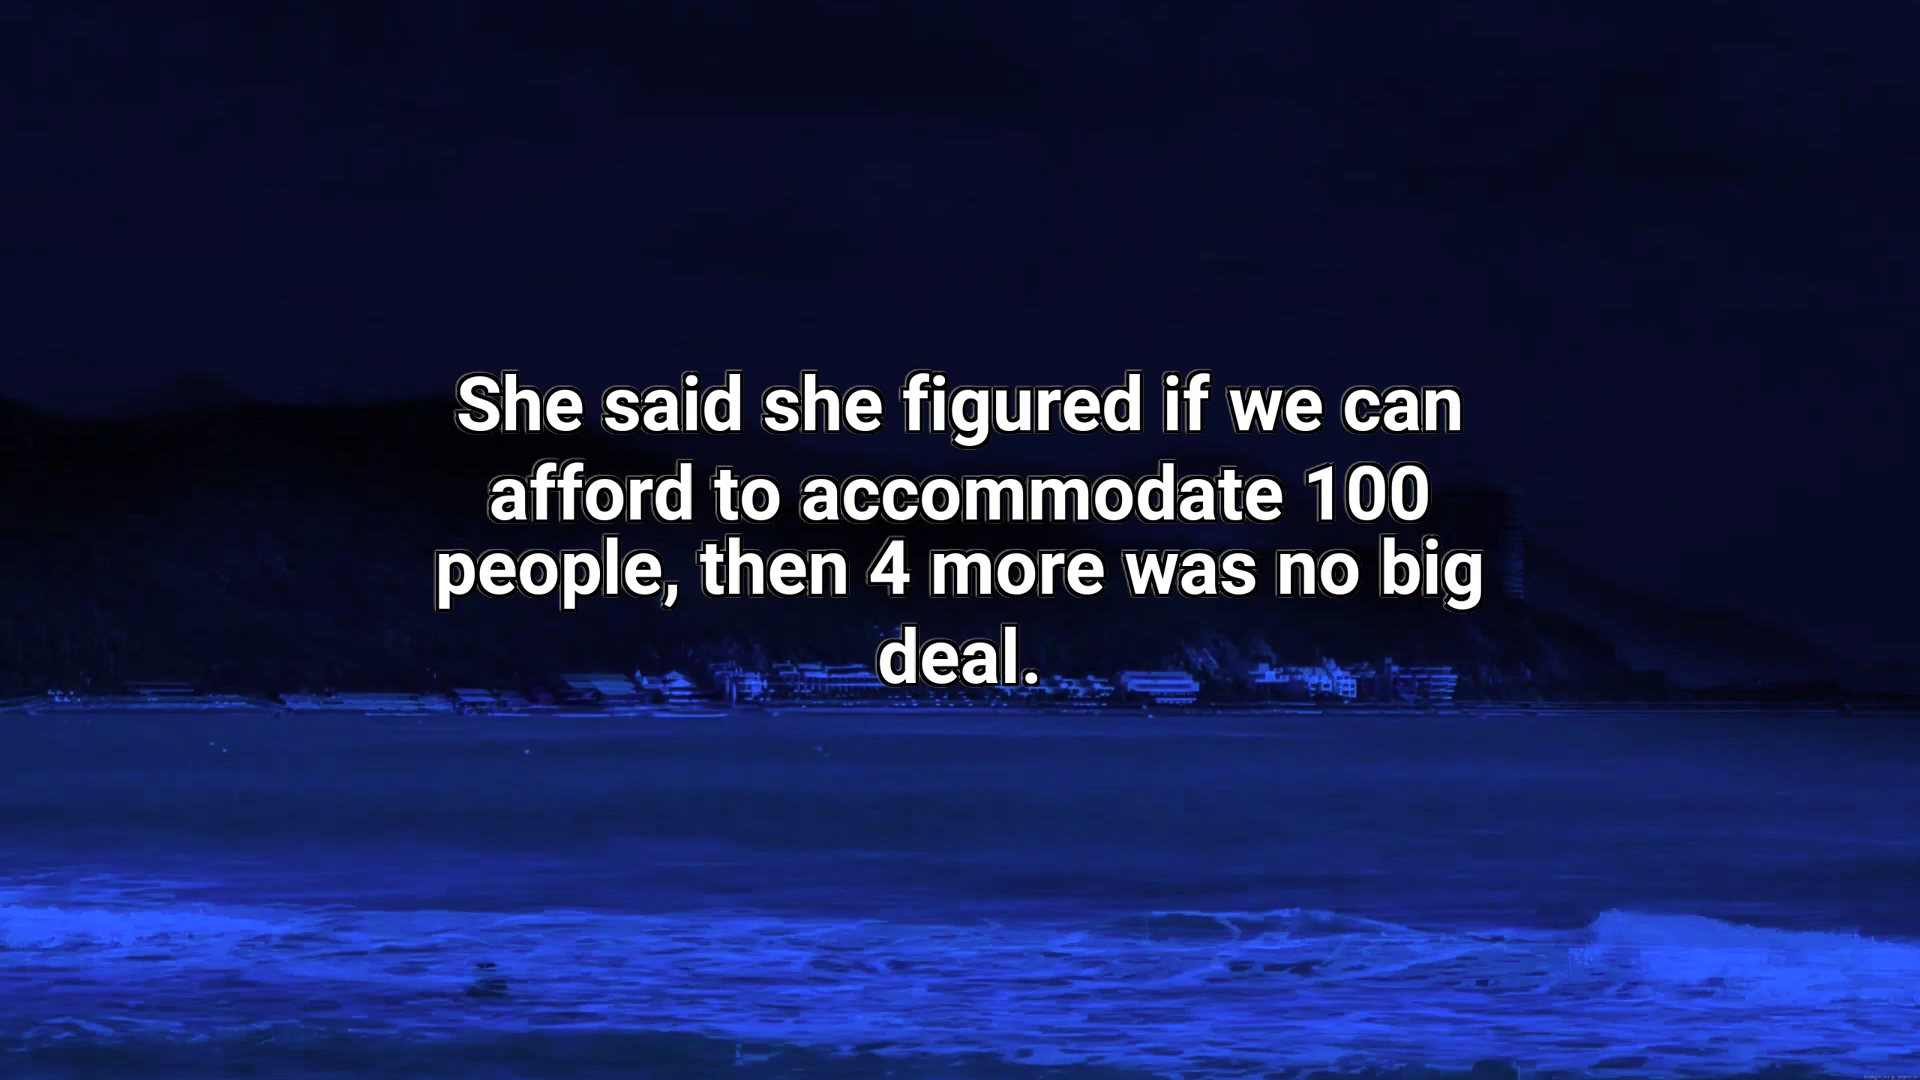 She said she figured if we can
afford to accommodate 100
people, then 4 more was no big
deal.